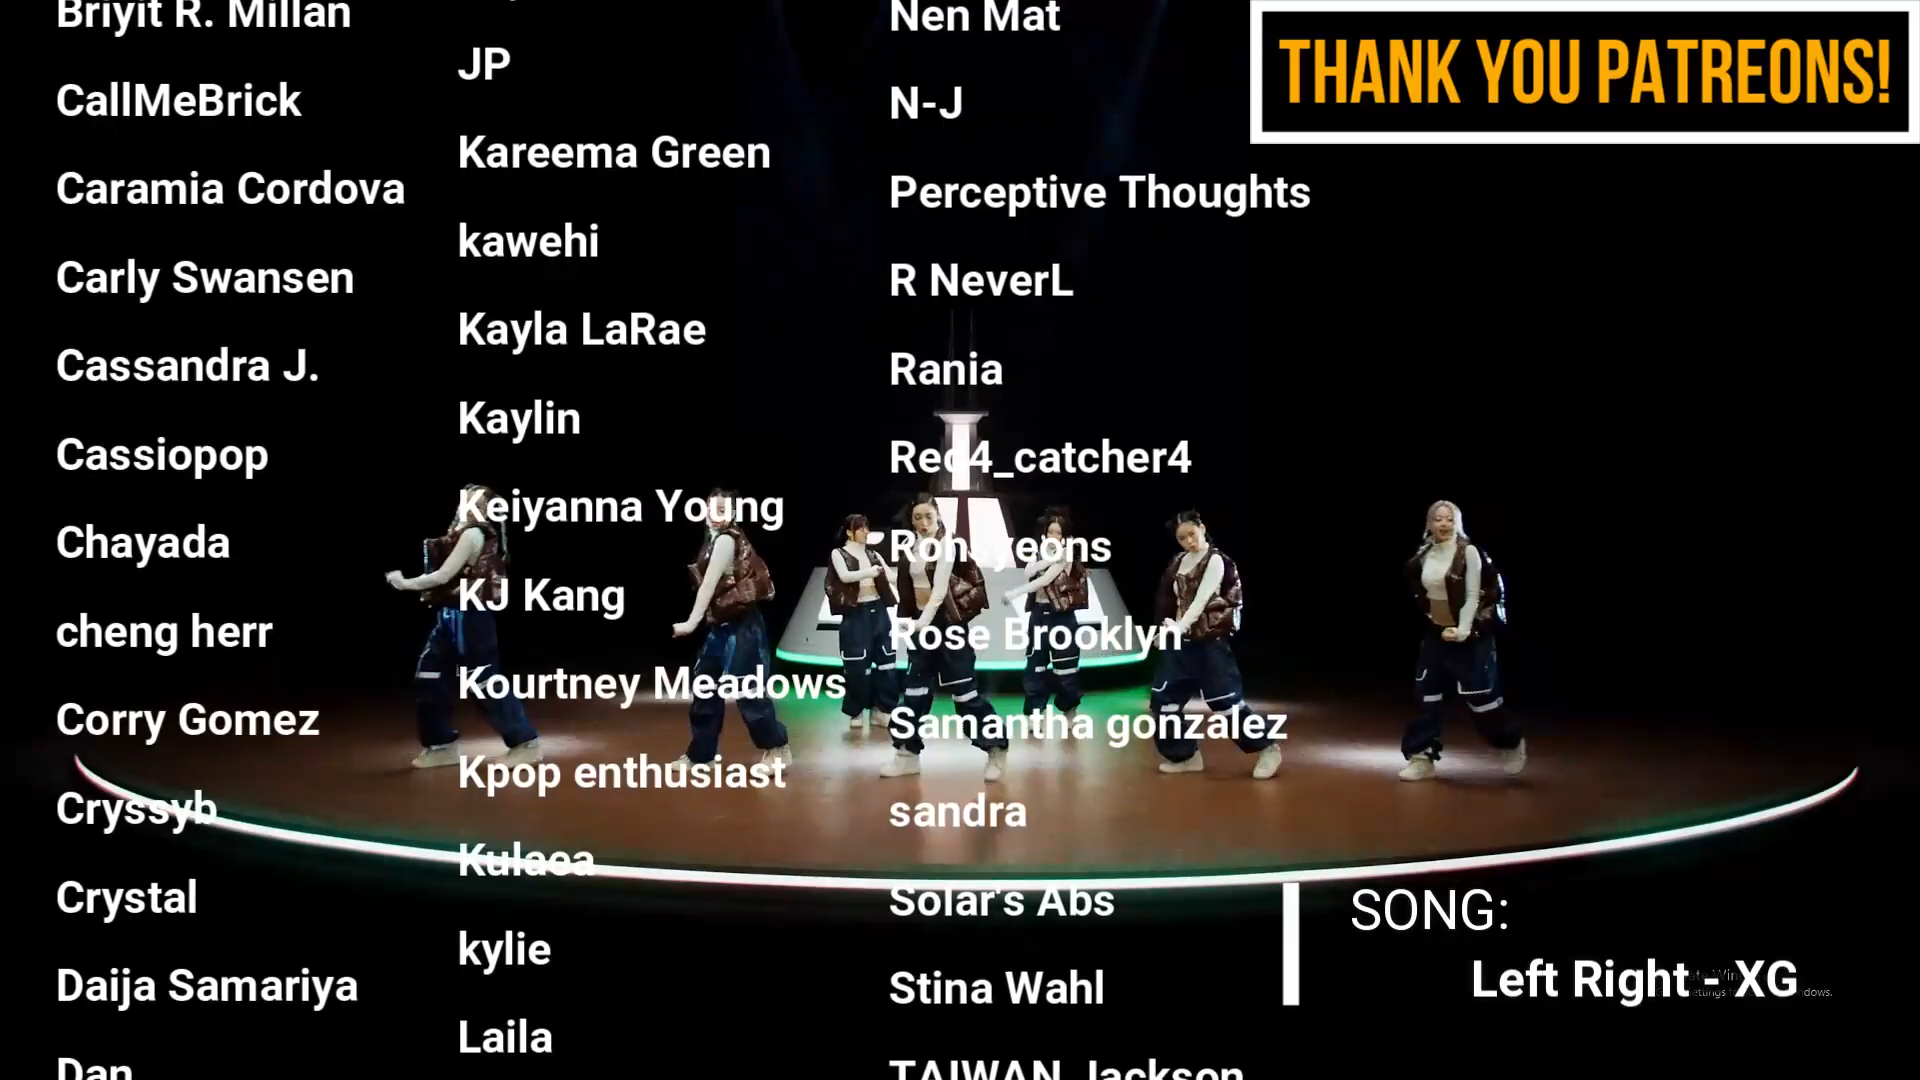 Briyit R. Millan
CallMeBrick
Caramia Cordova
Carly Swansen
Cassandra J.
Cassiopop
Chayada
cheng herr
Corry Gomez
Cryssyb
Crystal
Daija Samariya
Dan
JP
Kareema Green
kawehi
Kayla LaRae
Kaylin
Keiyanna Young
KJ Kang
Kourtney Meadows
Kpop enthusiast
kylie
Laila
Nen Mat
N-J
Perceptive Thoughts
R NeverL
Rania
Red4_catcher4
Rose Brooklyn
Samantha gonzalez
sandra
Solar's Abs
Stina Wahl
TAIWAN Jackson
THANK YOU PATREONS!
SONG:
Left Right - XG